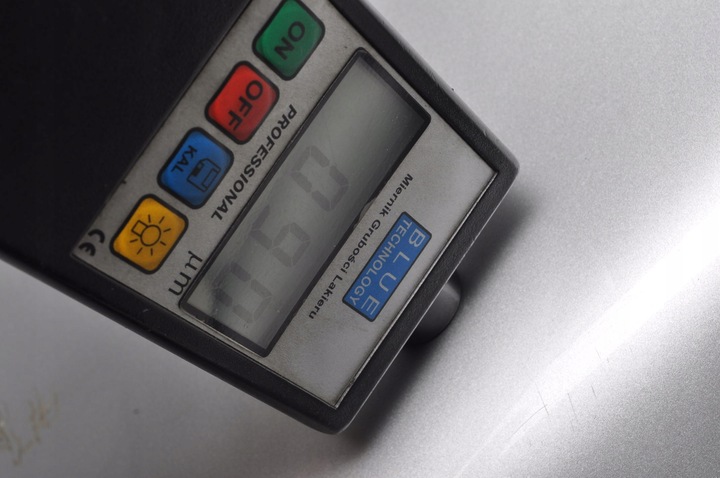 BLUE
TECHNOLOGY
Miernik Grubości Lakieru
PROFESSIONAL
µm
ON
OFF
KAL
CE